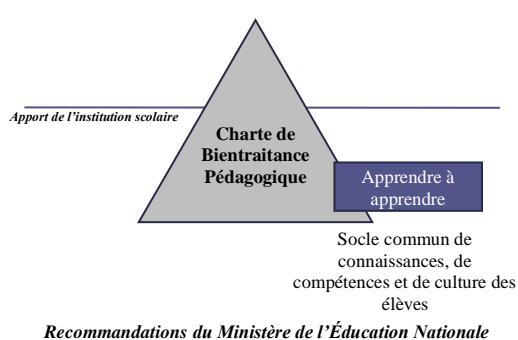 Apport de l'institution scolaire
Charte de
Bientraitance
Pédagogique
Apprendre à
apprendre
Socle commun de
connaissances, de
compétences et de culture des
élèves
Recommandations du Ministère de l'Éducation Nationale